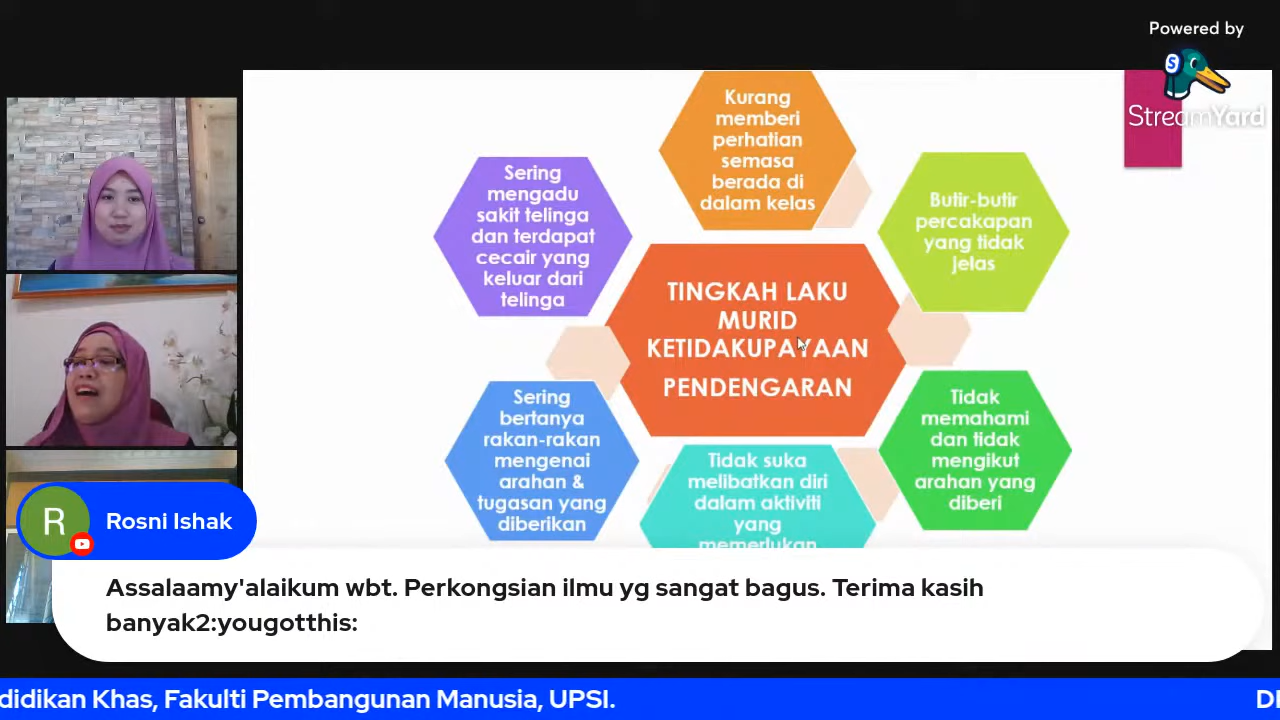 Powered by
StreamYard
Kurang
memberi
perhatian
semasa
berada di
dalam kelas
Sering
mengadu
sakit telinga
dan terdapat
cecair yang
keluar dari
telinga
Butir-butir
percakapan
yang tidak
jelas
TINGKAH LAKU
MURID
KETIDAKUPAYAAN
PENDENGARAN
Sering
bertanya
rakan-rakan
mengenai
arahan &
tugasan yang
diberikan
Tidak
memahami
dan tidak
mengikut
arahan yang
diberi
Tidak suka
melibatkan diri
dalam aktiviti
yang
memerlukan
R
Rosni Ishak
Assalaamy'alaikum wbt. Perkongsian ilmu yg sangat bagus. Terima kasih
banyak2:yougotthis:
didikan Khas, Fakulti Pembangunan Manusia, UPSI.